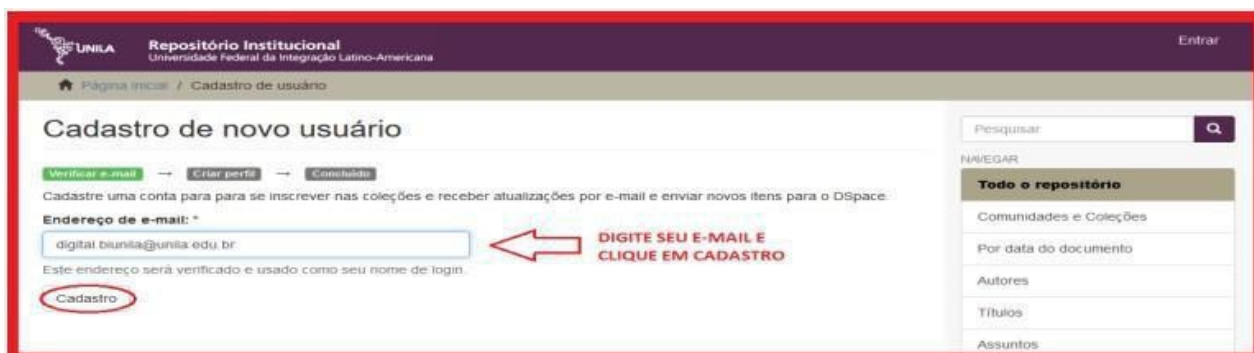 UNILA
Repositório Institucional
Universidade Federal da Integração Latino-Americana
Entrar
Página inicial / Cadastro de usuário
Cadastro de novo usuário
Verificar e-mail → Criar perfil → Concluído
Cadastre uma conta para para se inscrever nas coleções e receber atualizações por e-mail e enviar novos itens para o DSpace.
Endereço de e-mail: *
digital.biunila@unila.edu.br
Este endereço será verificado e usado como seu nome de login.
Cadastro
DIGITE SEU E-MAIL E
CLIQUE EM CADASTRO
Pesquisar
NAVEGAR
Todo o repositório
Comunidades e Coleções
Por data do documento
Autores
Títulos
Assuntos